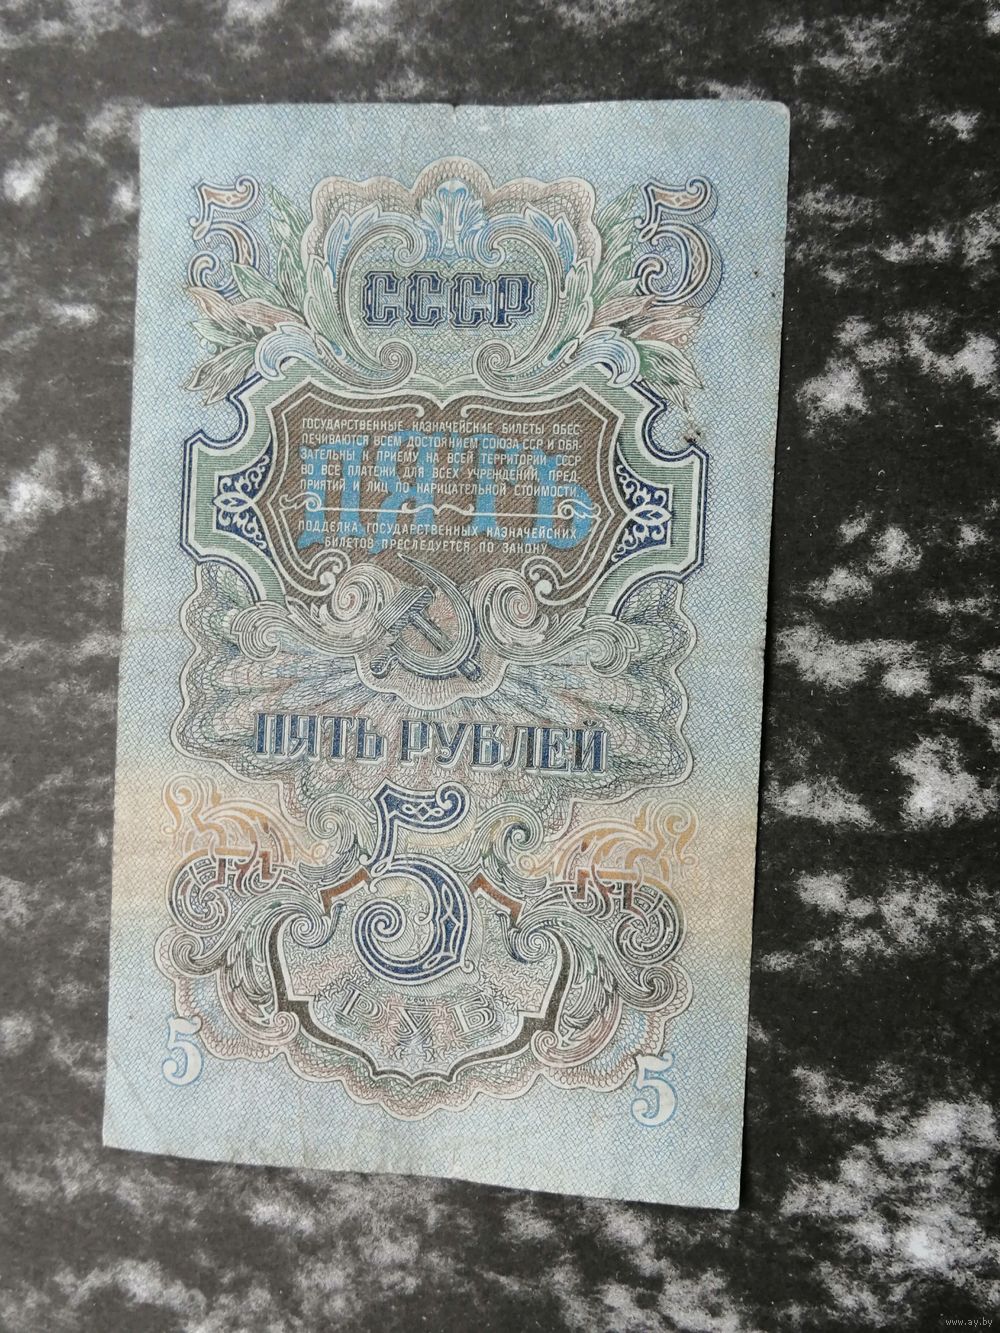 5 5
СССР
ПЯТЬ
ГОСУДАРСТВЕННЫЕ КАЗНАЧЕЙСКИЕ БИЛЕТЫ ОБЕС-
ПЕЧИВАЮТСЯ ВСЕМ ДОСТОЯНИЕМ СОЮЗА ССР И ОБЯ-
ЗАТЕЛЬНЫ К ПРИЕМУ НА ВСЕЙ ТЕРРИТОРИИ СССР
ВО ВСЕ ПЛАТЕЖИ ДЛЯ ВСЕХ УЧРЕЖДЕНИЙ, ПРЕД-
ПРИЯТИЙ И ЛИЦ ПО НАРИЦАТЕЛЬНОЙ СТОИМОСТИ.
ПОДДЕЛКА ГОСУДАРСТВЕННЫХ КАЗНАЧЕЙСКИХ
БИЛЕТОВ ПРЕСЛЕДУЕТСЯ ПО ЗАКОНУ
ПЯТЬ РУБЛЕЙ
5
РУБ
5 5
www.ay.by